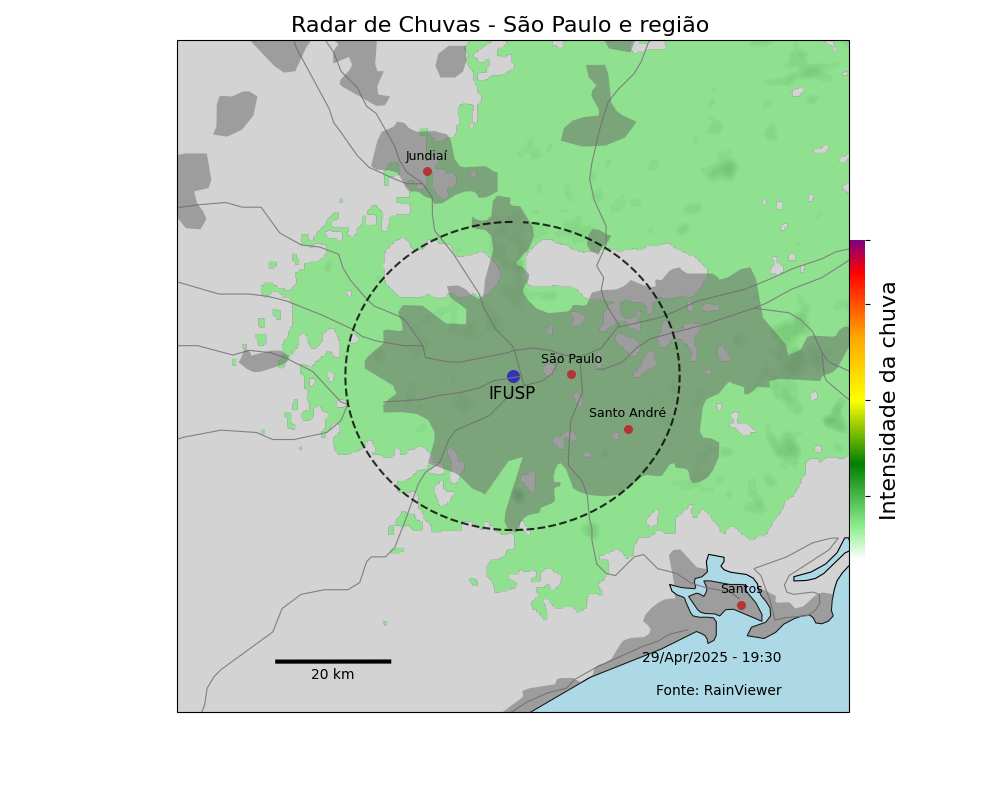 Radar de Chuvas - São Paulo e região
Jundiaí
São Paulo
IFUSP
Santo André
Intensidade da chuva
Santos
29/Apr/2025 - 19:30
20 km
Fonte: RainViewer